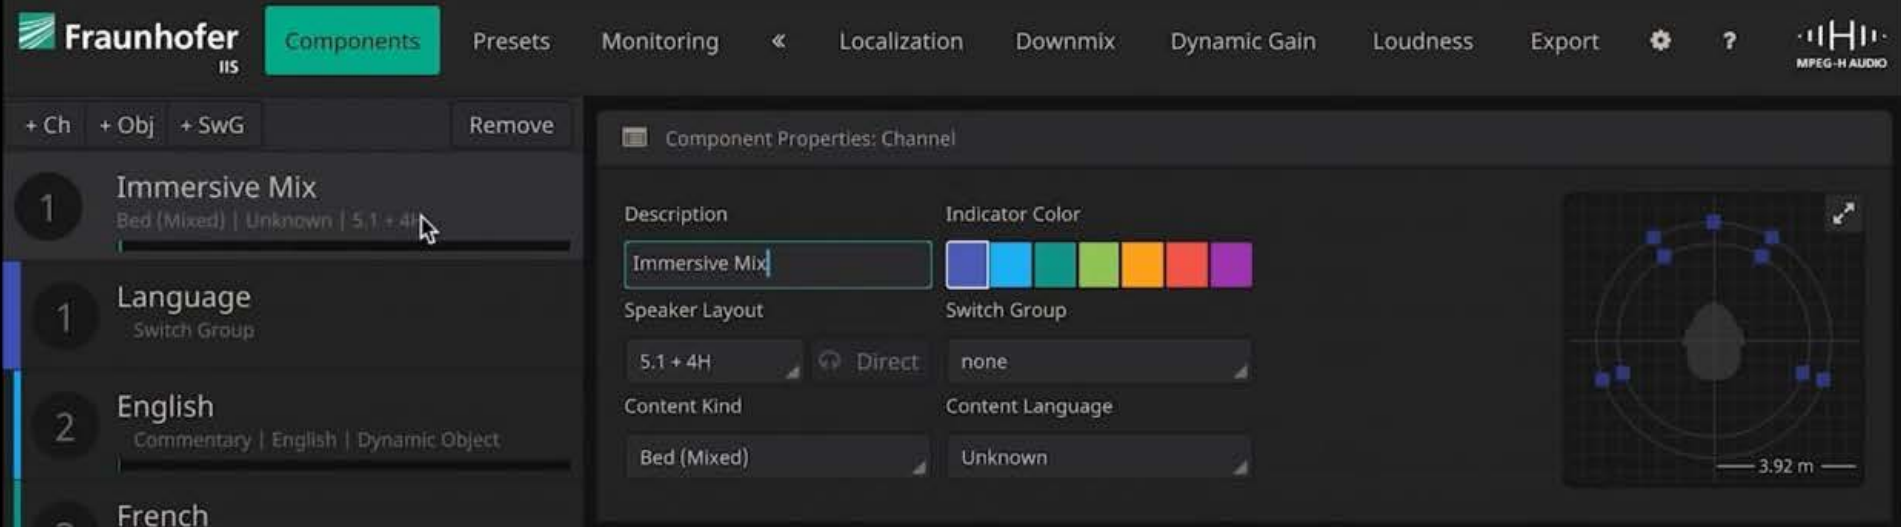 Fraunhofer
IIS
Components
Presets
Monitoring
«
Localization
Downmix
Dynamic Gain
Loudness
Export
?
MPEG-H AUDIO
+ Ch
+ Obj
+ SwG
Remove
1
Immersive Mix
Bed (Mixed) | Unknown | 5.1 + 4H
1
Language
Switch Group
2
English
Commentary | English | Dynamic Object
French
Component Properties: Channel
Description
Indicator Color
Immersive Mix
Speaker Layout
Switch Group
5.1 + 4H
Direct
none
Content Kind
Content Language
Bed (Mixed)
Unknown
3.92 m